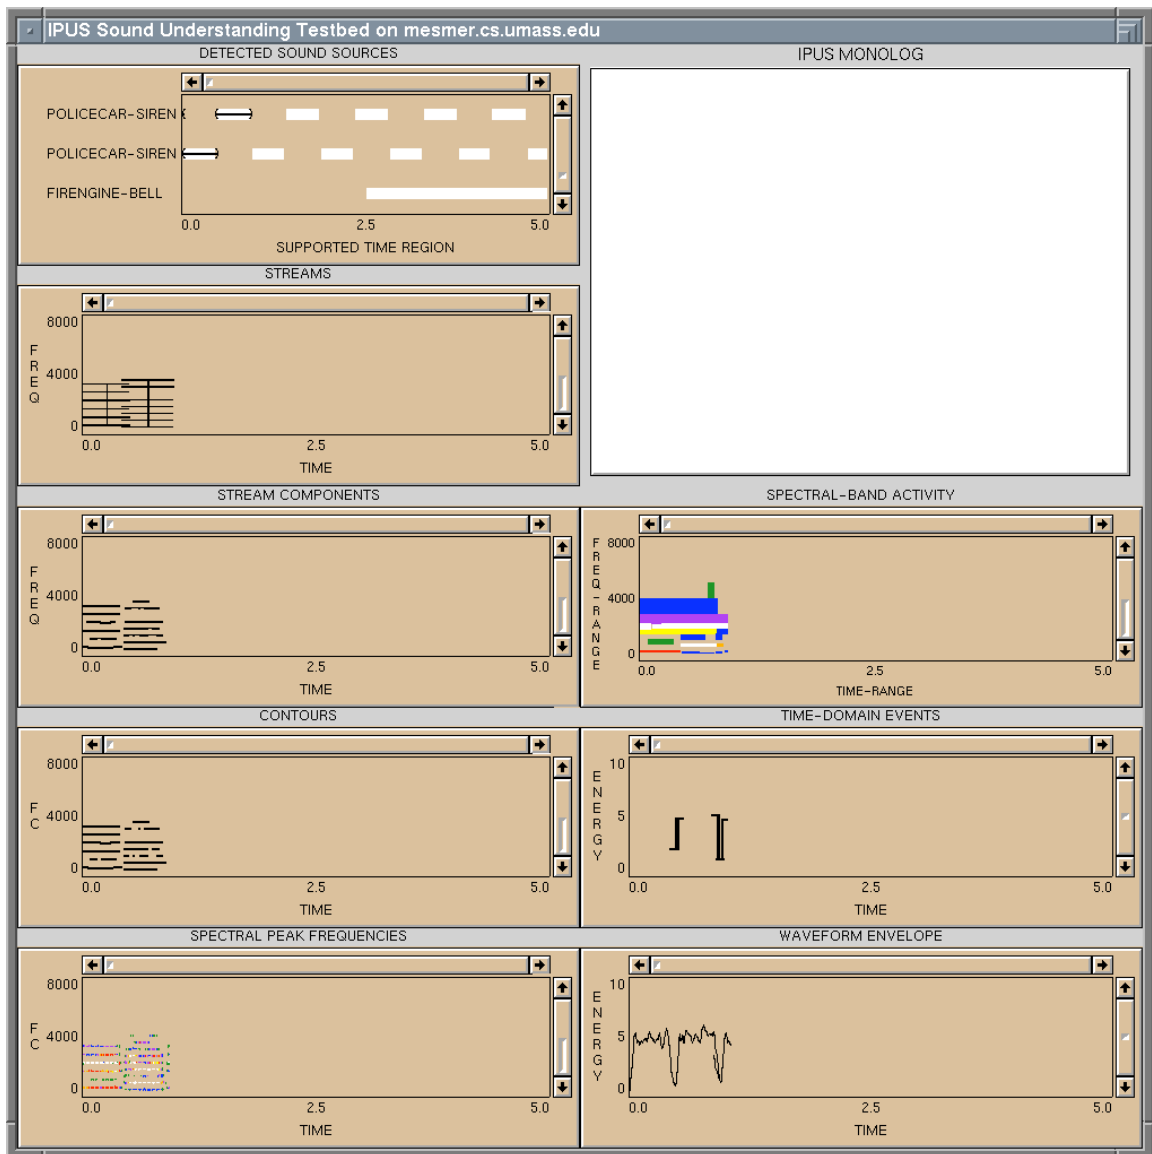 IPUS Sound Understanding Testbed on mesmer.cs.umass.edu
DETECTED SOUND SOURCES
POLICECAR-SIREN
POLICECAR-SIREN
FIRENGINE-BELL
0.0 2.5 5.0
SUPPORTED TIME REGION
IPUS MONOLOG
STREAMS
8000
FREQ
4000
0
0.0 2.5 5.0
TIME
STREAM COMPONENTS
8000
FREQ
4000
0
0.0 2.5 5.0
TIME
SPECTRAL-BAND ACTIVITY
8000
FREQ-RANGE
4000
0
0.0 2.5 5.0
TIME-RANGE
CONTOURS
8000
FC
4000
0
0.0 2.5 5.0
TIME
TIME-DOMAIN EVENTS
10
ENERGY
5
0
0.0 2.5 5.0
TIME
SPECTRAL PEAK FREQUENCIES
8000
FC
4000
0
0.0 2.5 5.0
TIME
WAVEFORM ENVELOPE
10
ENERGY
5
0
0.0 2.5 5.0
TIME